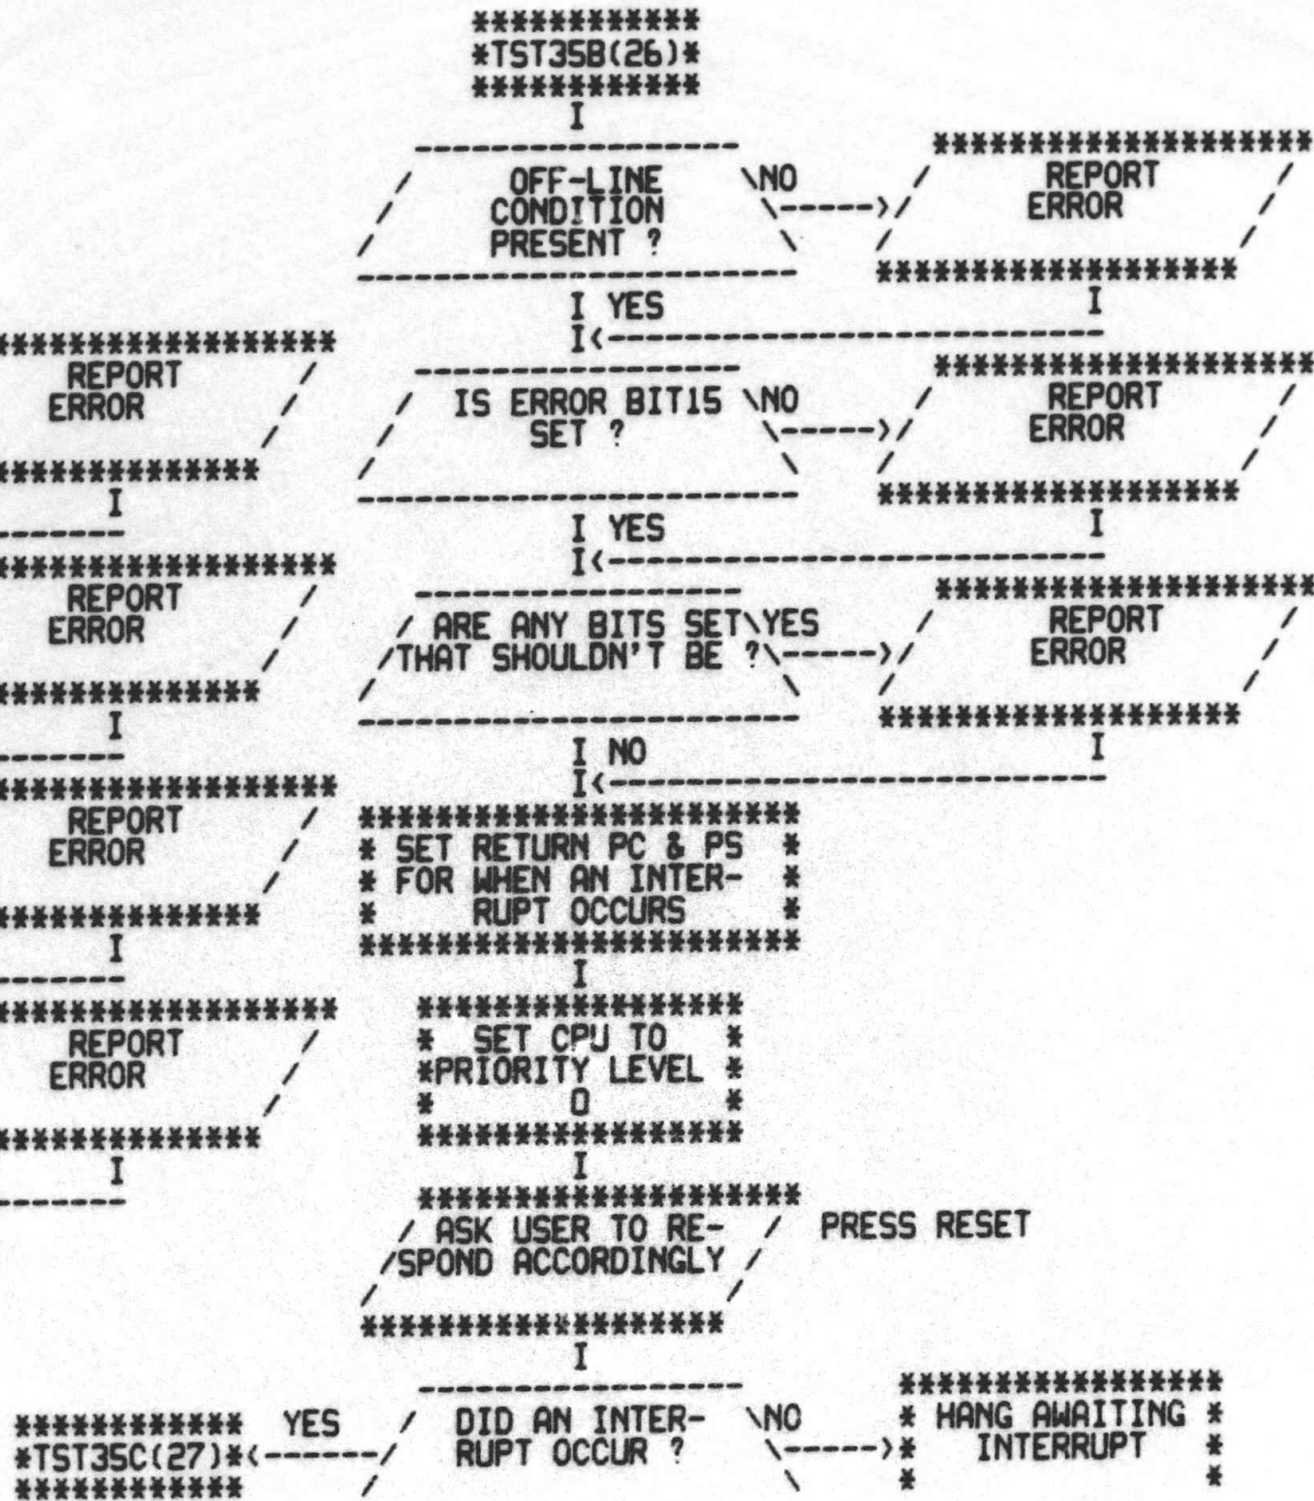 ************
*TST35B(26)*
************
I
OFF-LINE
CONDITION
PRESENT ?
NO
REPORT
ERROR
I YES
I
IS ERROR BIT15
SET ?
NO
REPORT
ERROR
I YES
I
ARE ANY BITS SET
THAT SHOULDN'T BE ?
YES
REPORT
ERROR
I NO
I
* SET RETURN PC & PS *
* FOR WHEN AN INTER- *
* RUPT OCCURS *
I
* SET CPU TO *
*PRIORITY LEVEL *
* 0 *
I
ASK USER TO RE-
SPOND ACCORDINGLY
PRESS RESET
I
DID AN INTER-
RUPT OCCUR ?
YES
************
*TST35C(27)*
************
NO
* HANG AWAITING *
* INTERRUPT *
REPORT
ERROR
I
REPORT
ERROR
I
REPORT
ERROR
I
REPORT
ERROR
I